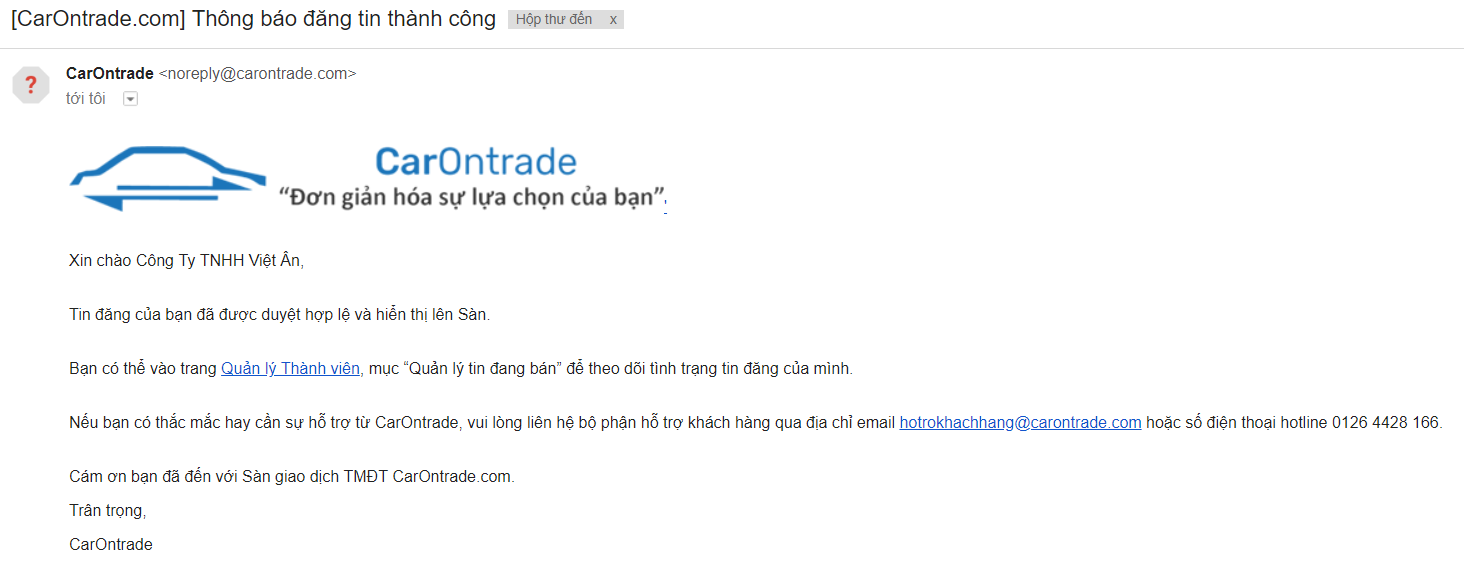 [CarOntrade.com] Thông báo đăng tin thành công Hộp thư đến x
?
CarOntrade <noreply@carontrade.com>
tới tôi
CarOntrade
“Đơn giản hóa sự lựa chọn của bạn”.
Xin chào Công Ty TNHH Việt Ân,
Tin đăng của bạn đã được duyệt hợp lệ và hiển thị lên Sàn.
Bạn có thể vào trang Quản lý Thành viên, mục “Quản lý tin đang bán” để theo dõi tình trạng tin đăng của mình.
Nếu bạn có thắc mắc hay cần sự hỗ trợ từ CarOntrade, vui lòng liên hệ bộ phận hỗ trợ khách hàng qua địa chỉ email hotrokhachhang@carontrade.com hoặc số điện thoại hotline 0126 4428 166.
Cám ơn bạn đã đến với Sàn giao dịch TMĐT CarOntrade.com.
Trân trọng,
CarOntrade